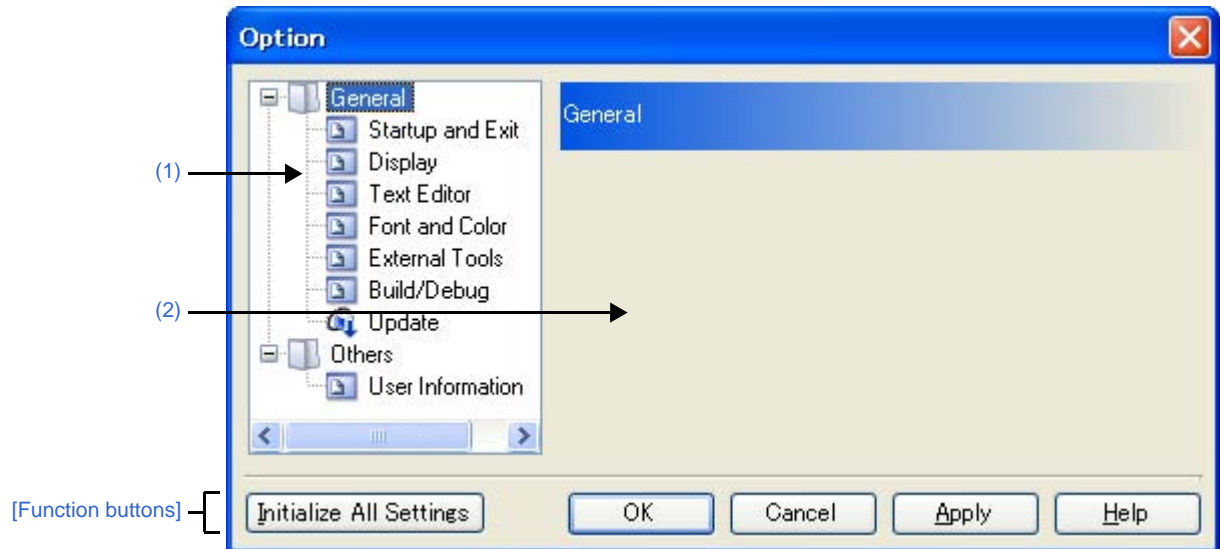 Option
General
Startup and Exit
Display
Text Editor
Font and Color
External Tools
Build/Debug
Update
Others
User Information
General
(1)
(2)
[Function buttons]
Initialize All Settings
OK
Cancel
Apply
Help